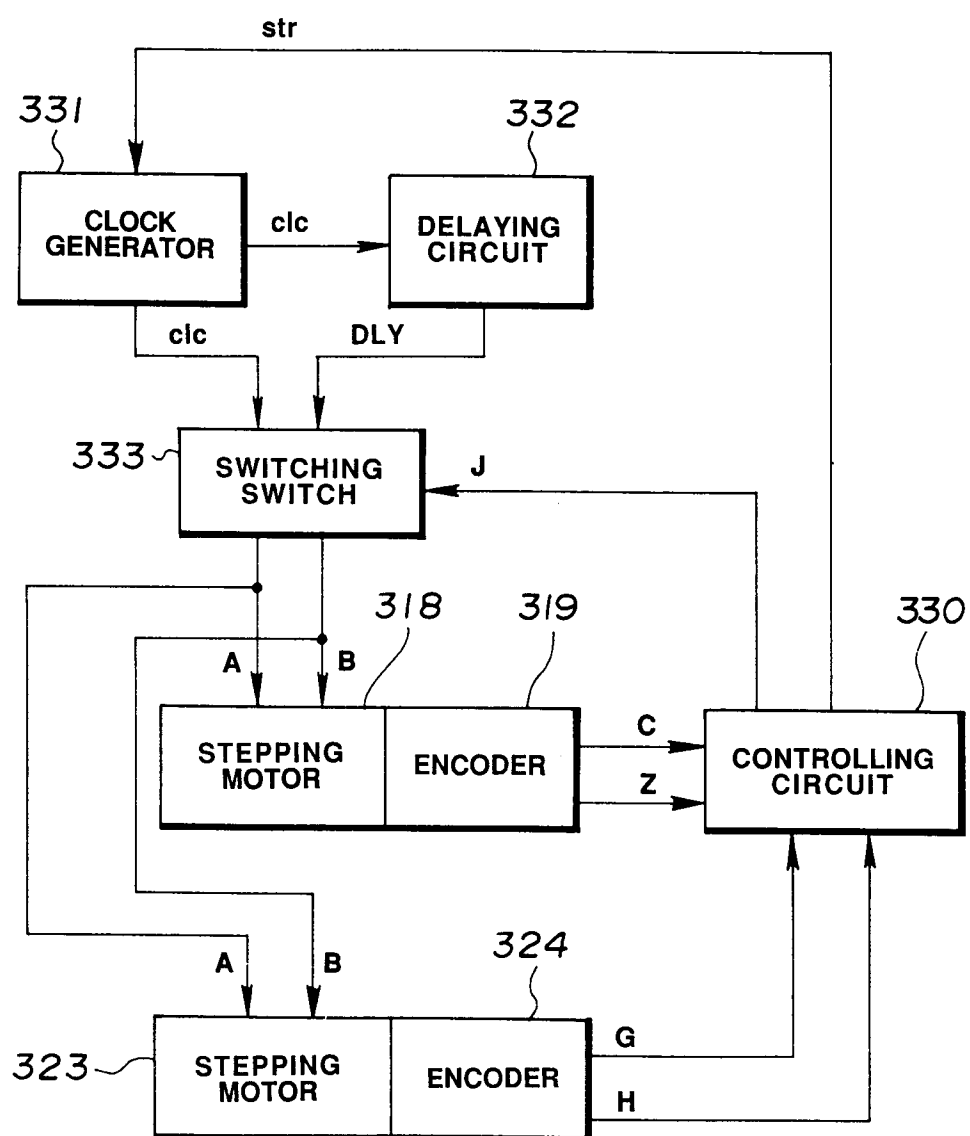 str
331
332
CLOCK
GENERATOR
clc
DELAYING
CIRCUIT
clc
DLY
333
SWITCHING
SWITCH
J
318
319
330
A
B
STEPPING
MOTOR
ENCODER
C
Z
CONTROLLING
CIRCUIT
324
A
B
323
STEPPING
MOTOR
ENCODER
G
H